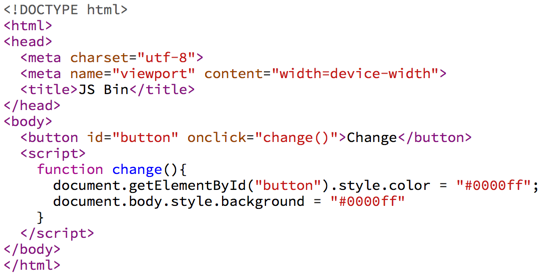 <!DOCTYPE html>
<html>
<head>
  <meta charset="utf-8">
  <meta name="viewport" content="width=device-width">
  <title>JS Bin</title>
</head>
<body>
  <button id="button" onclick="change()">Change</button>
  <script>
    function change(){
      document.getElementById("button").style.color = "#0000ff";
      document.body.style.background = "#0000ff"
    }
  </script>
</body>
</html>